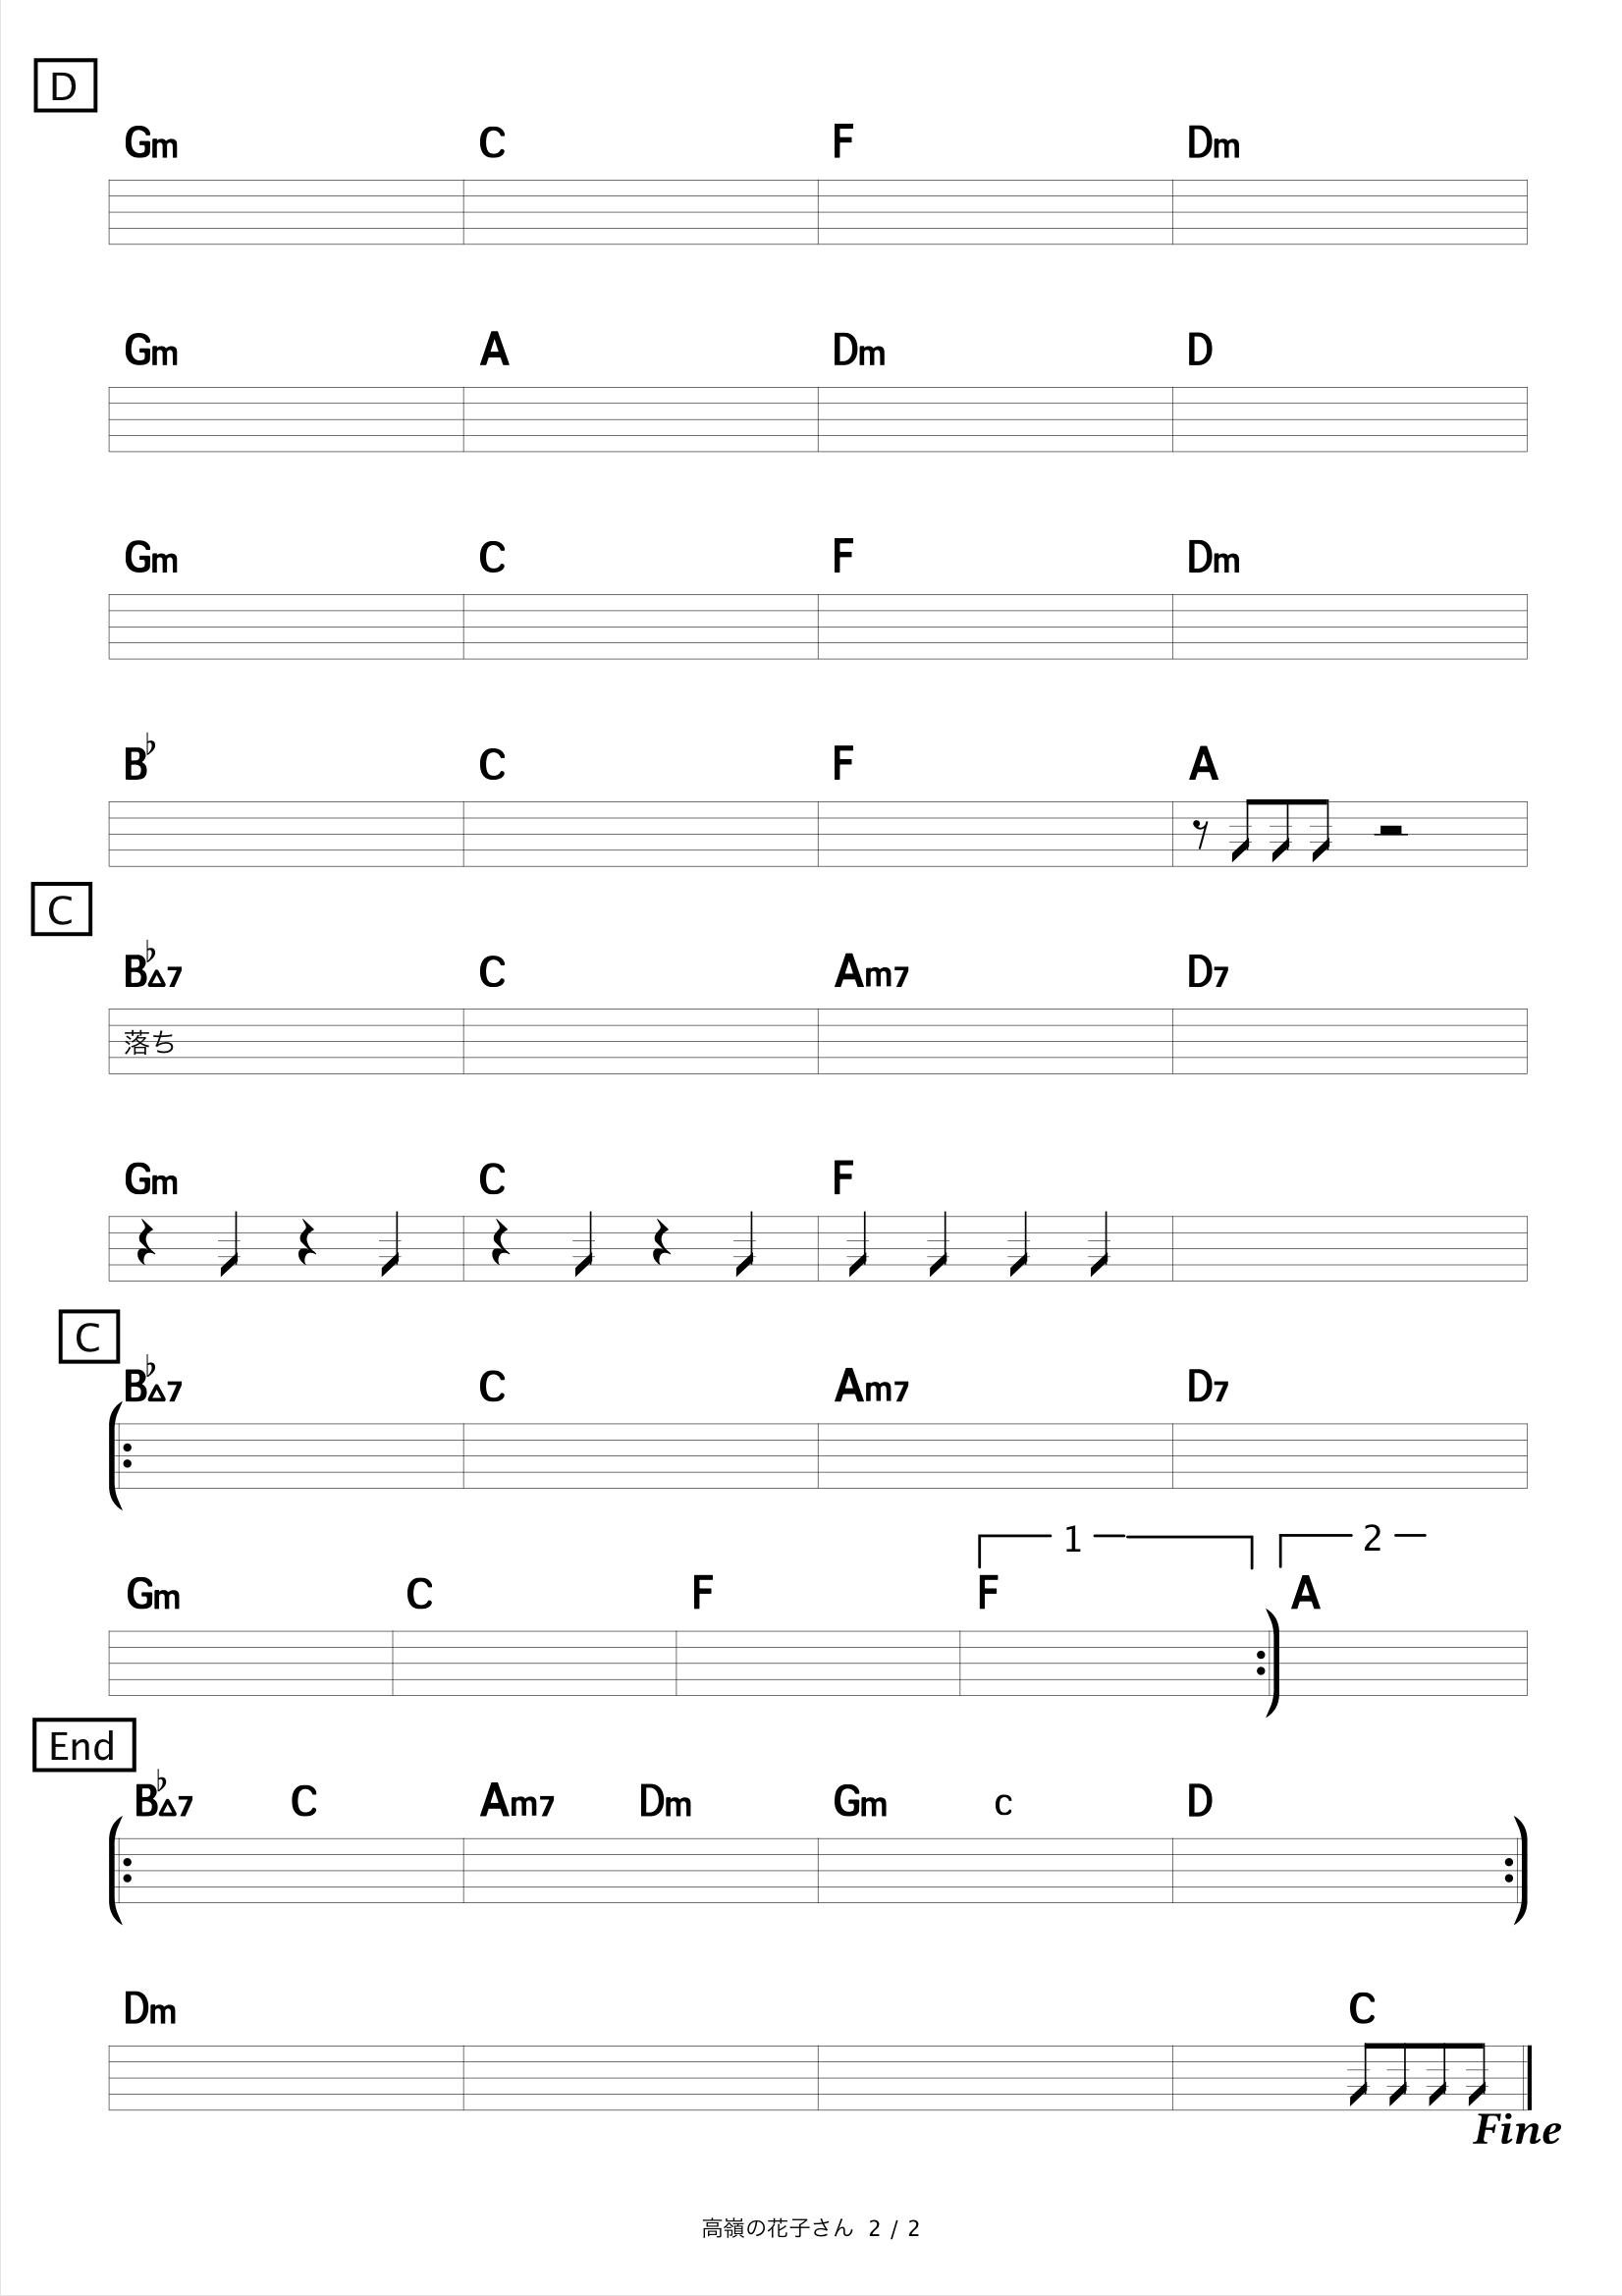 D
Gm C F Dm
Gm A Dm D
Gm C F Dm
B♭ C F A
C
B♭△7 C Am7 D7
落ち
Gm C F
C
B♭△7 C Am7 D7
1 2
Gm C F F A
End
B♭△7 C Am7 Dm Gm C D
Dm C
Fine
高嶺の花子さん 2 / 2